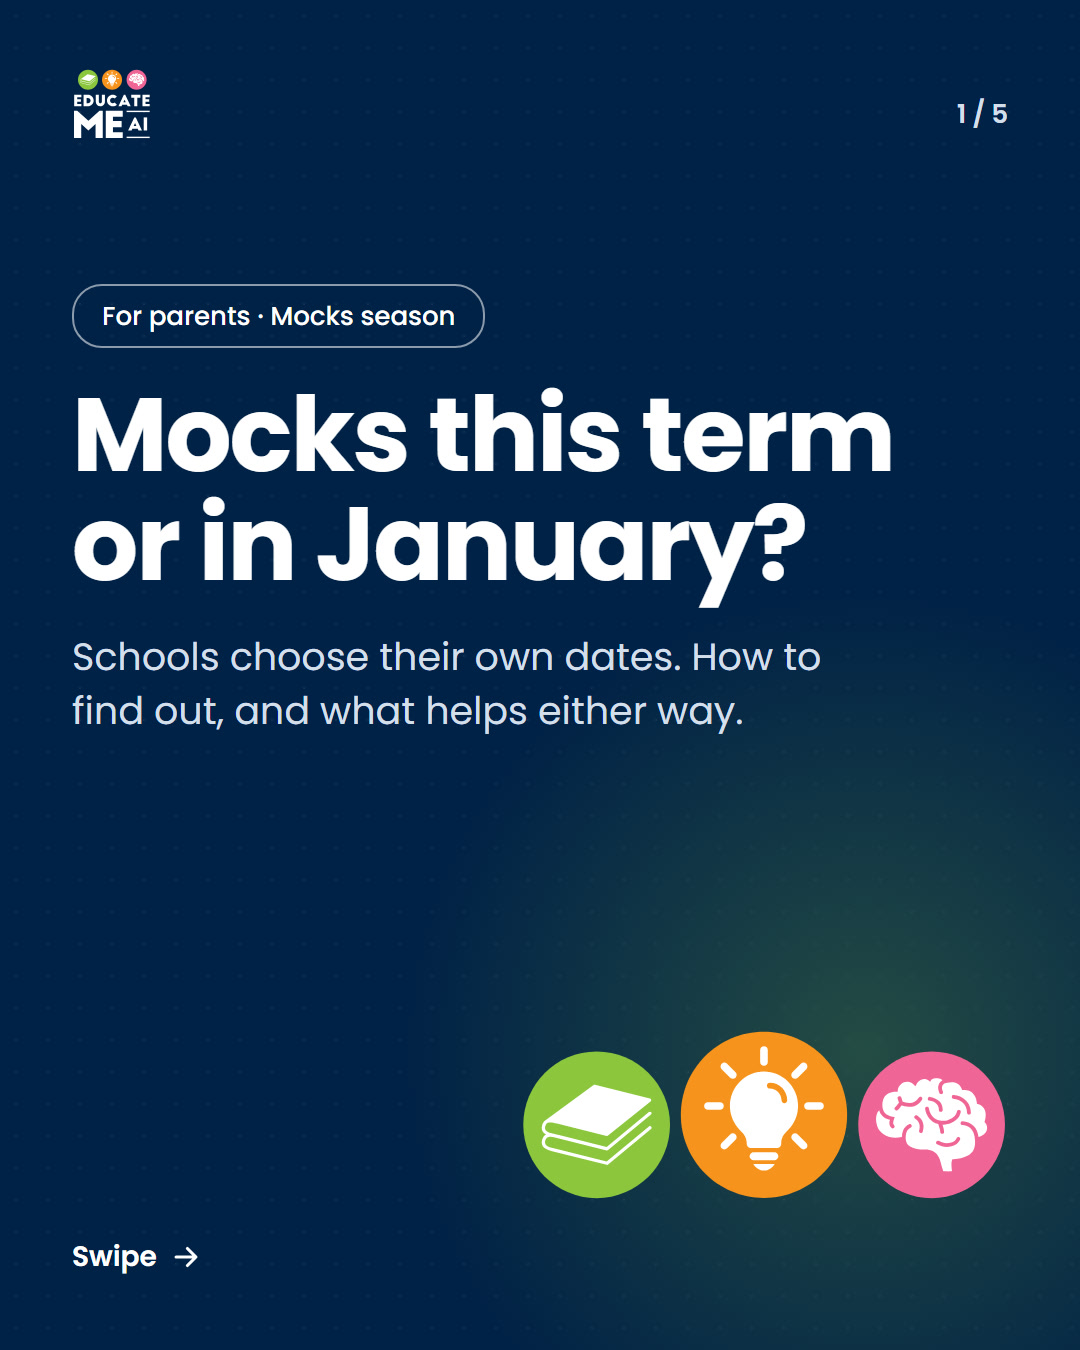 EDUCATE
ME AI
1 / 5
For parents · Mocks season
Mocks this term
or in January?
Schools choose their own dates. How to
find out, and what helps either way.
Swipe →